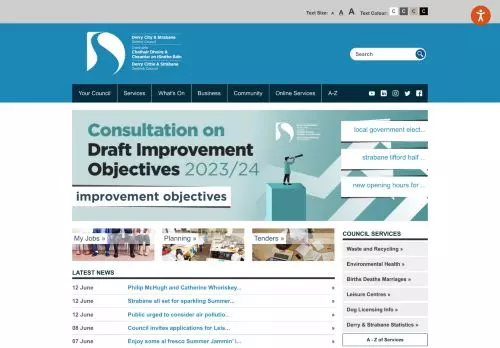 Text Size: A A A Text Colour: C C C C
Derry City & Strabane
District Council
Comhairle
Chathair Dhoire &
Cheantar an tSratha Báin
Derry Cittie & Stràbane
Destrìck Cooncil
Search
Your Council Services What's On Business Community Online Services A-Z
Consultation on
Draft Improvement
Objectives 2023/24
improvement objectives
local government elect...
strabane lifford half ...
new opening hours for ...
My Jobs »
Planning »
Tenders »
COUNCIL SERVICES
Waste and Recycling »
Environmental Health »
Births Deaths Marriages »
Leisure Centres »
Dog Licensing Info »
Derry & Strabane Statistics »
A - Z of Services
LATEST NEWS
12 June Philip McHugh and Catherine Whoriskey... »
12 June Strabane all set for sparkling Summer... »
12 June Public urged to consider air pollutio... »
08 June Council invites applications for Leis... »
07 June Enjoy some al fresco Summer Jammin' i... »